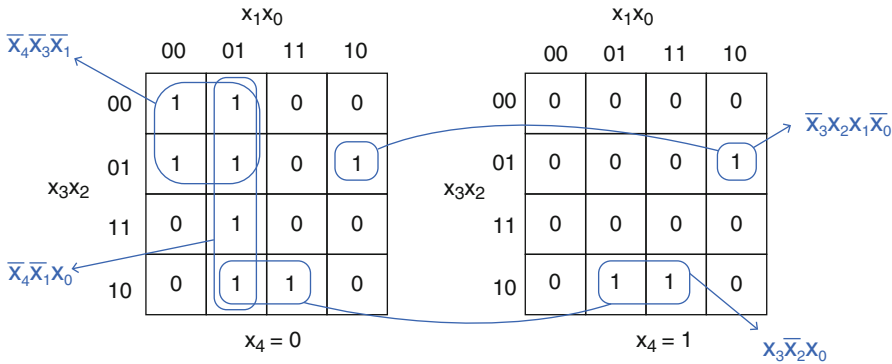 x₁x₀ x₁x₀
x̅₄x̅₃x̅₁
00 01 11 10 00 01 11 10
00 1 1 0 0 00 0 0 0 0
x̅₃x₂x₁x̅₀
01 1 1 0 1 01 0 0 0 1
x₃x₂ x₃x₂
11 0 1 0 0 11 0 0 0 0
x̅₄x̅₁x₀
10 0 1 1 0 10 0 1 1 0
x₄ = 0 x₄ = 1
x₃x̅₂x₀